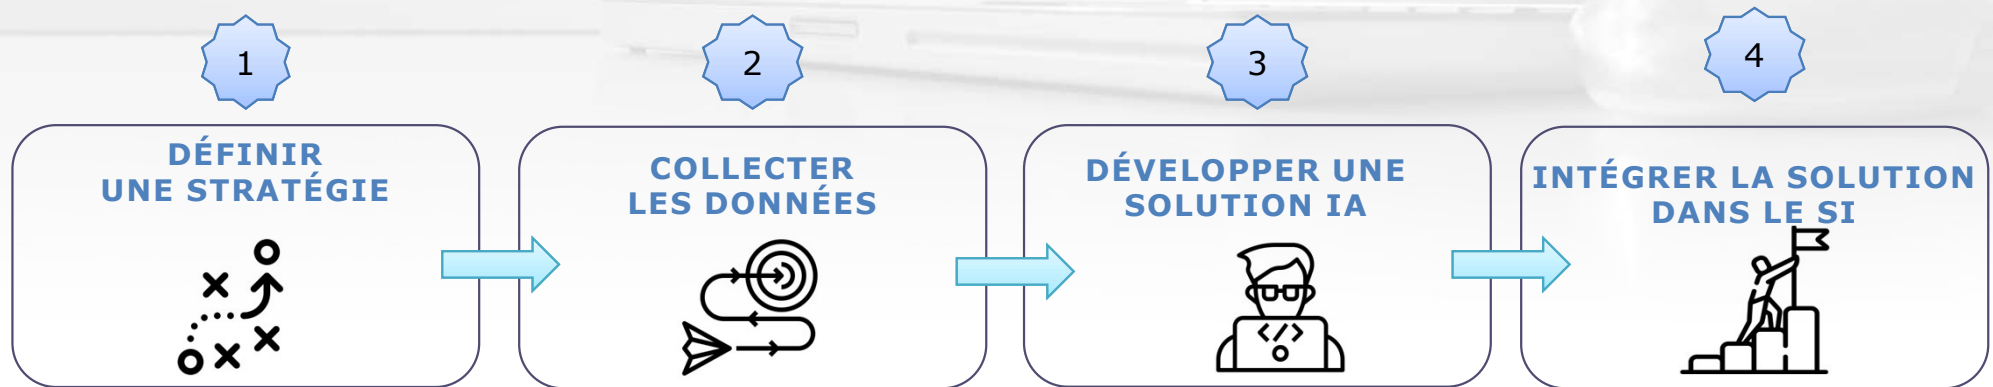 1
2
3
4
DÉFINIR
UNE STRATÉGIE
COLLECTER
LES DONNÉES
DÉVELOPPER UNE
SOLUTION IA
</>
INTÉGRER LA SOLUTION
DANS LE SI